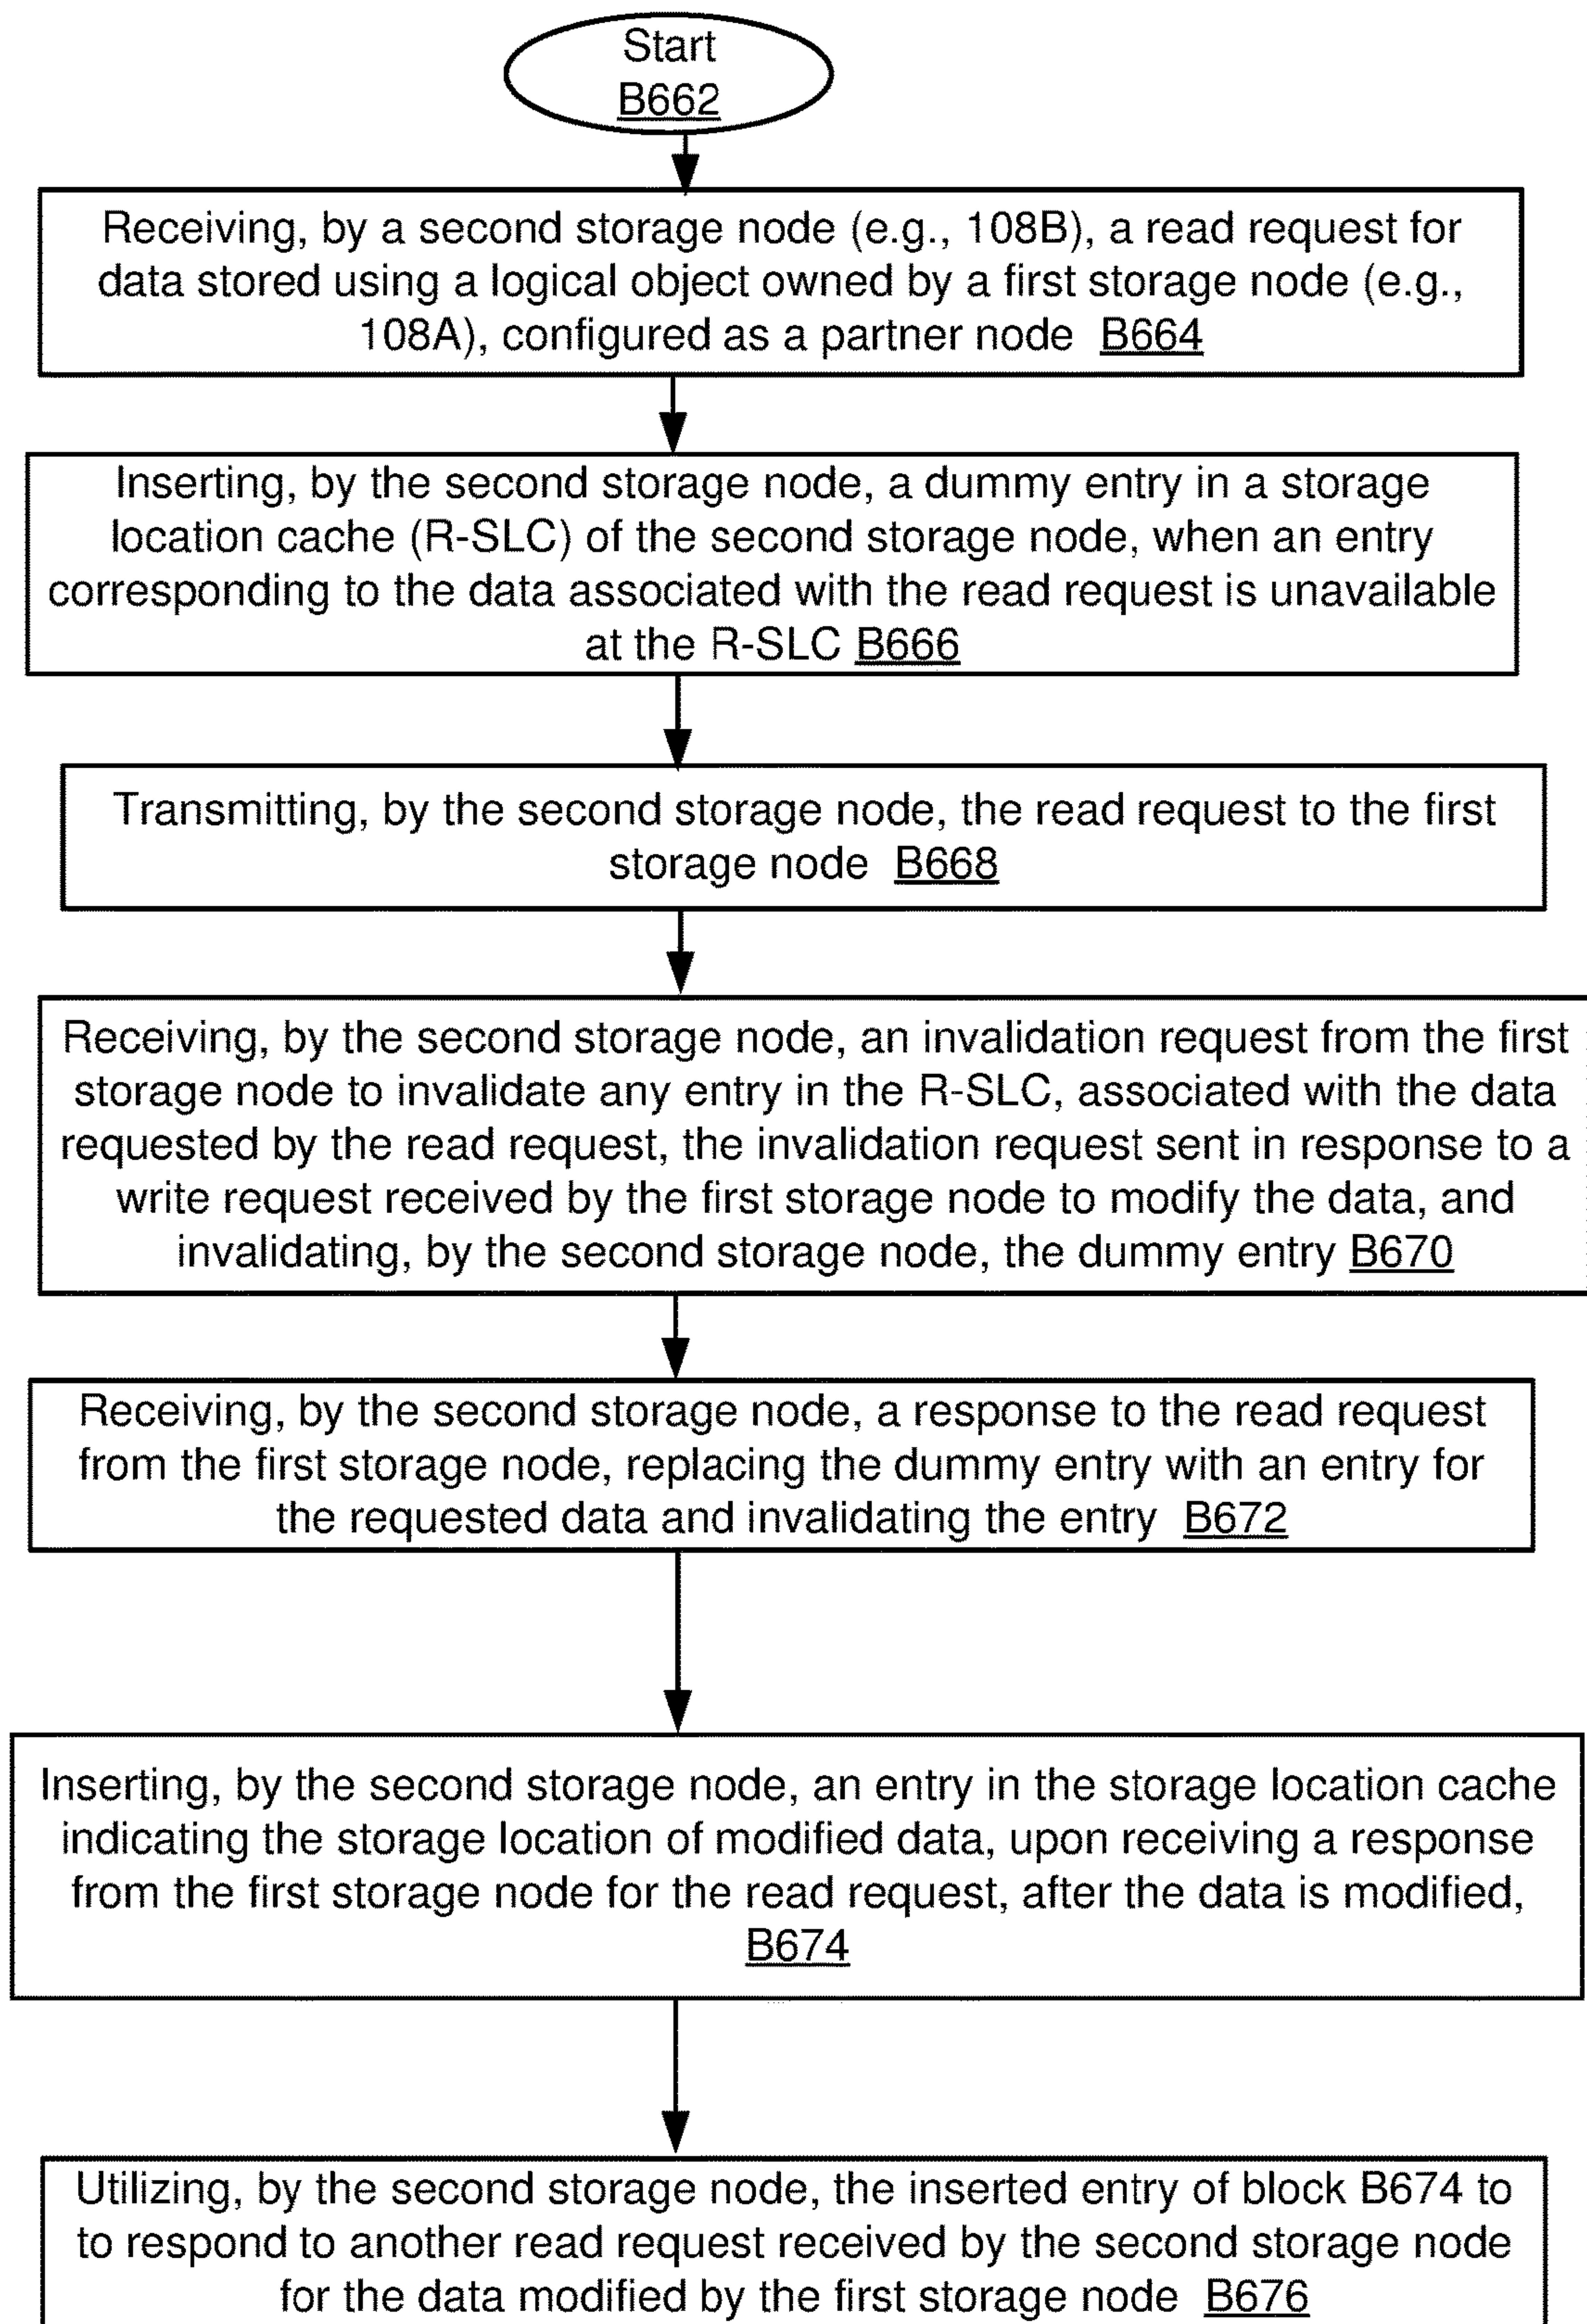 Start
B662
Receiving, by a second storage node (e.g., 108B), a read request for
data stored using a logical object owned by a first storage node (e.g.,
108A), configured as a partner node B664
Inserting, by the second storage node, a dummy entry in a storage
location cache (R-SLC) of the second storage node, when an entry
corresponding to the data associated with the read request is unavailable
at the R-SLC B666
Transmitting, by the second storage node, the read request to the first
storage node B668
Receiving, by the second storage node, an invalidation request from the first
storage node to invalidate any entry in the R-SLC, associated with the data
requested by the read request, the invalidation request sent in response to a
write request received by the first storage node to modify the data, and
invalidating, by the second storage node, the dummy entry B670
Receiving, by the second storage node, a response to the read request
from the first storage node, replacing the dummy entry with an entry for
the requested data and invalidating the entry B672
Inserting, by the second storage node, an entry in the storage location cache
indicating the storage location of modified data, upon receiving a response
from the first storage node for the read request, after the data is modified,
B674
Utilizing, by the second storage node, the inserted entry of block B674 to
to respond to another read request received by the second storage node
for the data modified by the first storage node B676